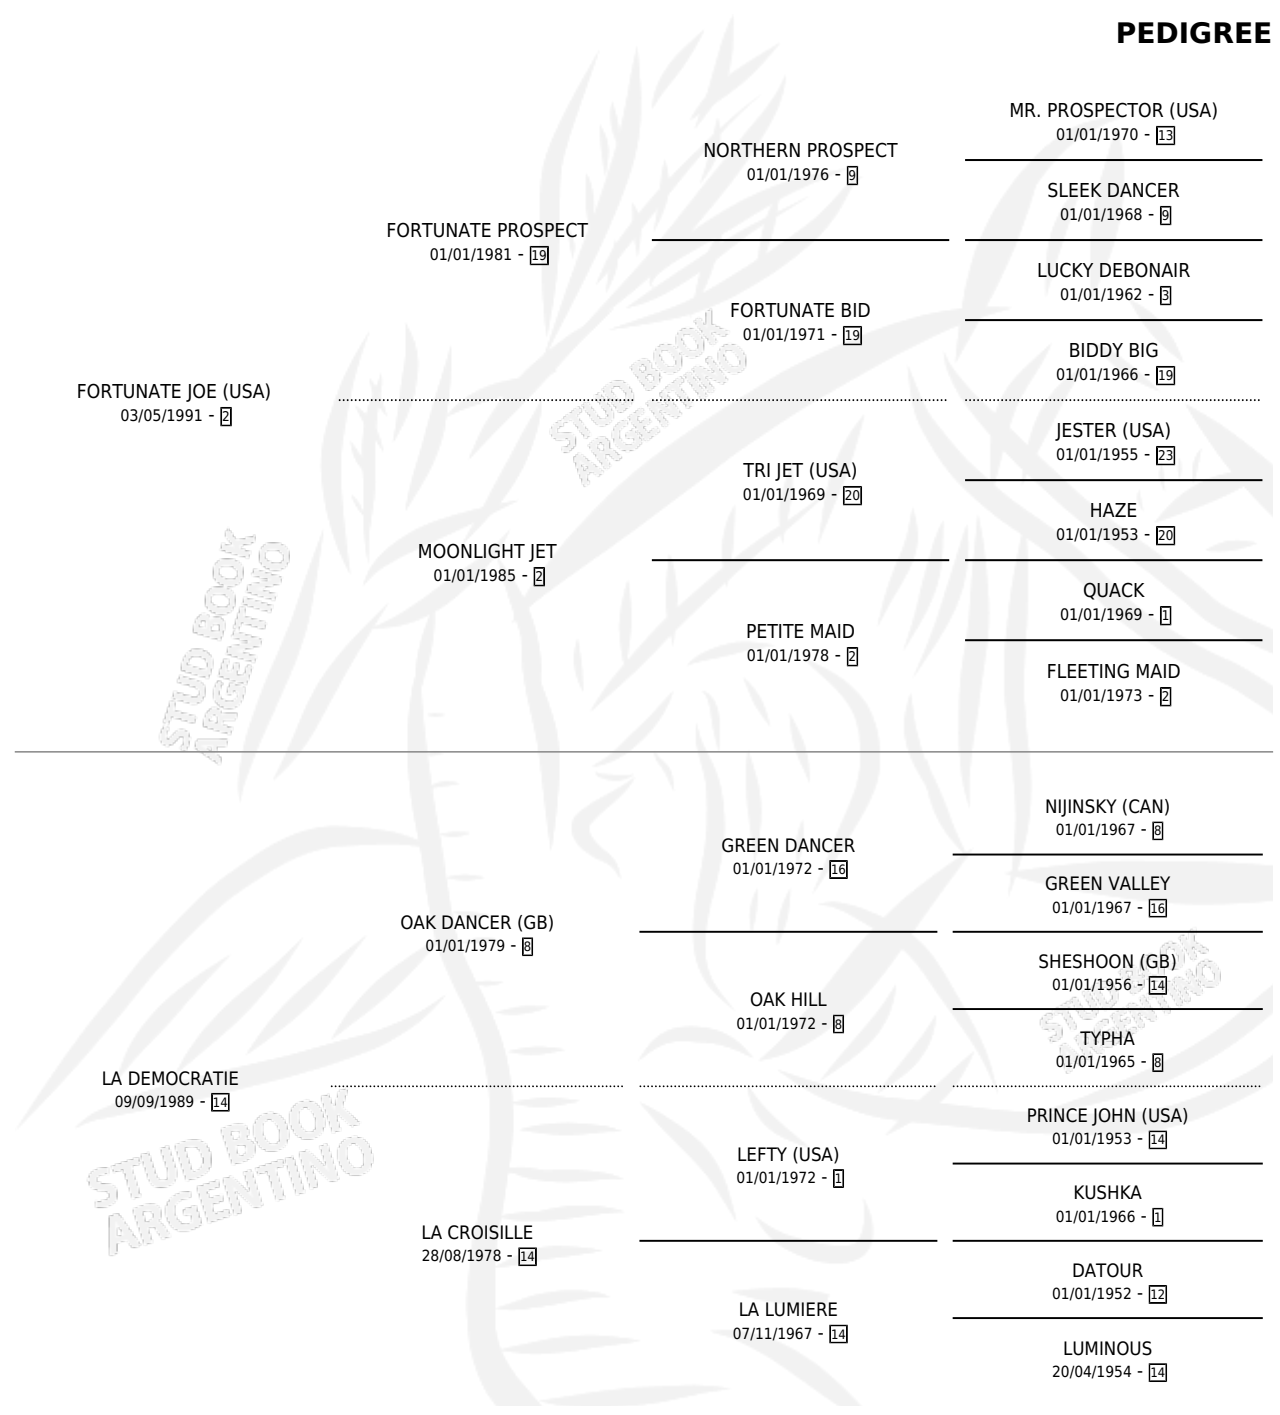 PEDIGREE
MR. PROSPECTOR (USA)
01/01/1970 - 13
NORTHERN PROSPECT
01/01/1976 - 9
SLEEK DANCER
01/01/1968 - 9
FORTUNATE PROSPECT
01/01/1981 - 19
LUCKY DEBONAIR
01/01/1962 - 3
FORTUNATE BID
01/01/1971 - 19
BIDDY BIG
01/01/1966 - 19
FORTUNATE JOE (USA)
03/05/1991 - 2
STUD BOOK
ARGENTINO
JESTER (USA)
01/01/1955 - 23
TRI JET (USA)
01/01/1969 - 20
HAZE
01/01/1953 - 20
MOONLIGHT JET
01/01/1985 - 2
QUACK
01/01/1969 - 1
PETITE MAID
01/01/1978 - 2
FLEETING MAID
01/01/1973 - 2
STUD BOOK
ARGENTINO
NIJINSKY (CAN)
01/01/1967 - 8
GREEN DANCER
01/01/1972 - 16
GREEN VALLEY
01/01/1967 - 16
OAK DANCER (GB)
01/01/1979 - 8
SHESHOON (GB)
01/01/1956 - 14
OAK HILL
01/01/1972 - 8
STUD BOOK
ARGENTINO
TYPHA
01/01/1965 - 8
LA DEMOCRATIE
09/09/1989 - 14
PRINCE JOHN (USA)
01/01/1953 - 14
LEFTY (USA)
01/01/1972 - 1
STUD BOOK
ARGENTINO
KUSHKA
01/01/1966 - 1
LA CROISILLE
28/08/1978 - 14
DATOUR
01/01/1952 - 12
LA LUMIERE
07/11/1967 - 14
LUMINOUS
20/04/1954 - 14